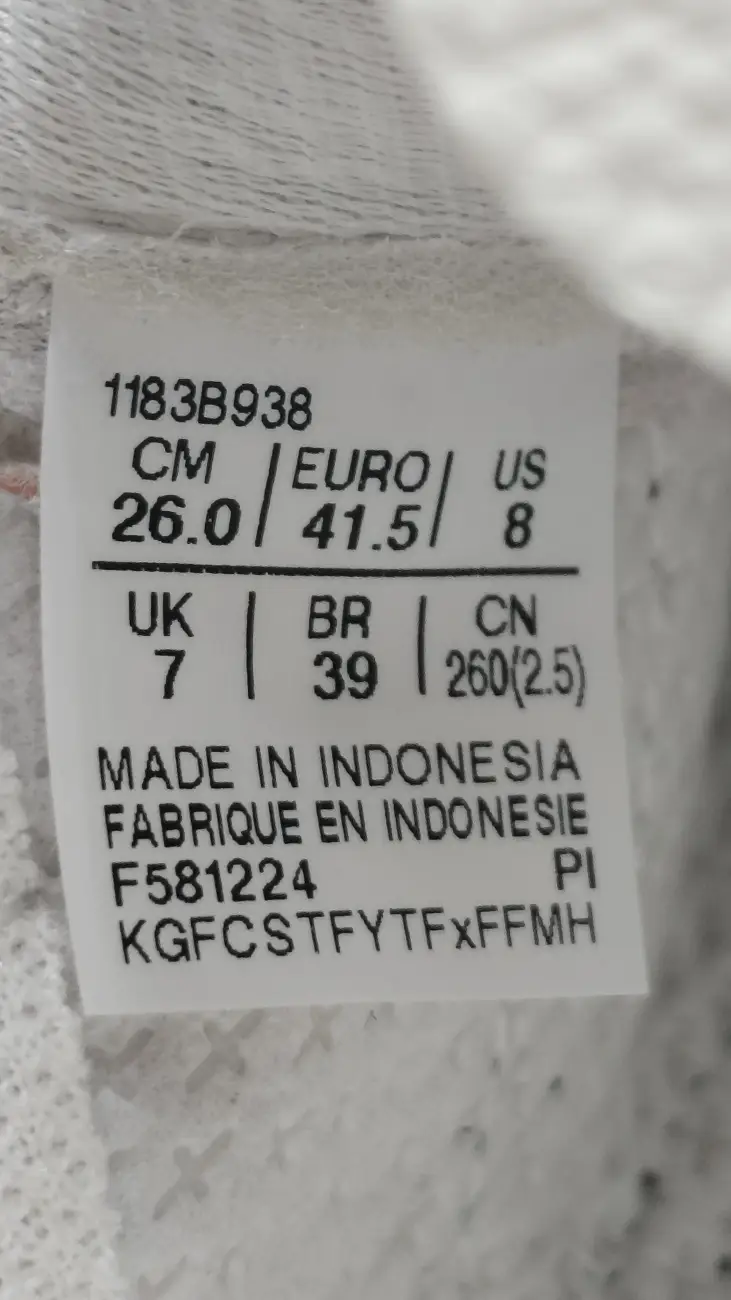 1183B938
CM / EURO / US
26.0 / 41.5 / 8
UK | BR | CN
7 | 39 | 260(2.5)
MADE IN INDONESIA
FABRIQUE EN INDONESIE
F581224 PI
KGFCSTFYTFxFFMH